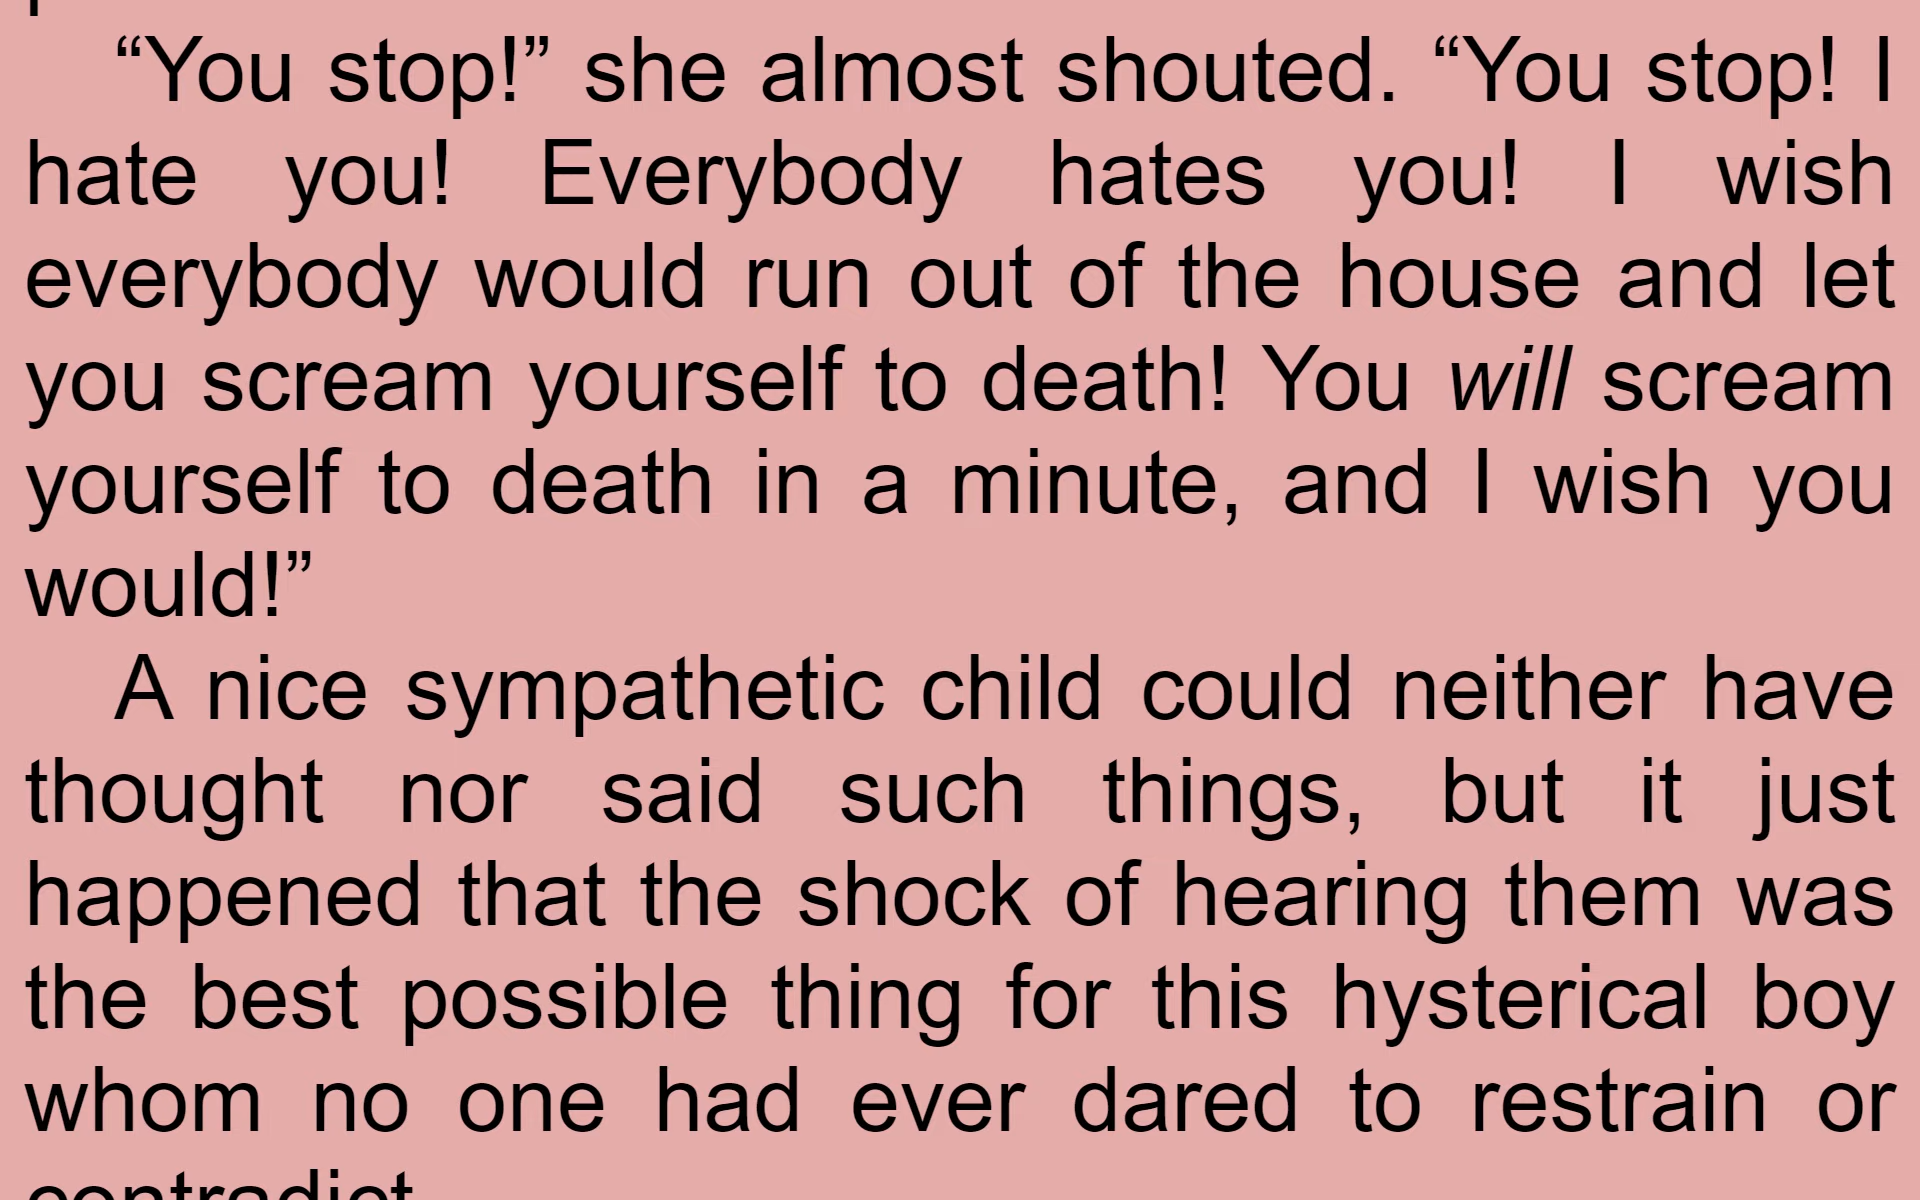 “You stop!” she almost shouted. “You stop! I
hate you! Everybody hates you! I wish
everybody would run out of the house and let
you scream yourself to death! You will scream
yourself to death in a minute, and I wish you
would!”
A nice sympathetic child could neither have
thought nor said such things, but it just
happened that the shock of hearing them was
the best possible thing for this hysterical boy
whom no one had ever dared to restrain or
contradict.